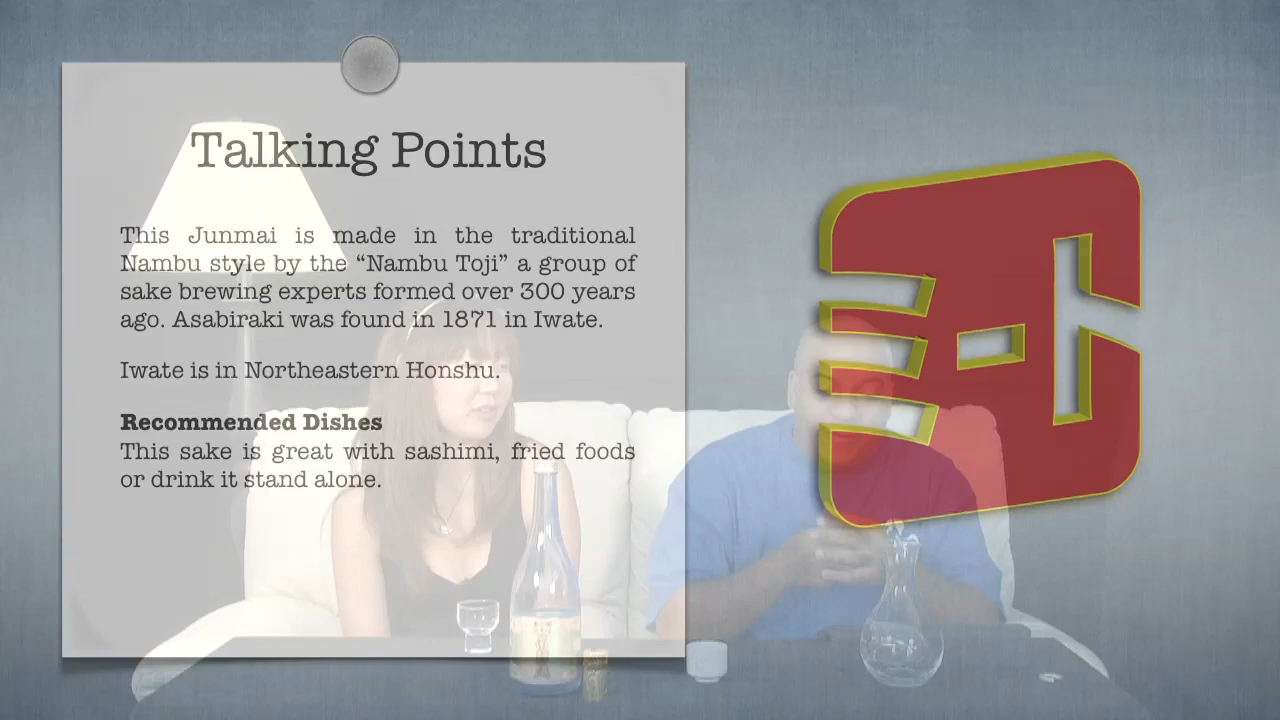 Talking Points
This Junmai is made in the traditional
Nambu style by the “Nambu Toji” a group of
sake brewing experts formed over 300 years
ago. Asabiraki was found in 1871 in Iwate.
Iwate is in Northeastern Honshu.
Recommended Dishes
This sake is great with sashimi, fried foods
or drink it stand alone.